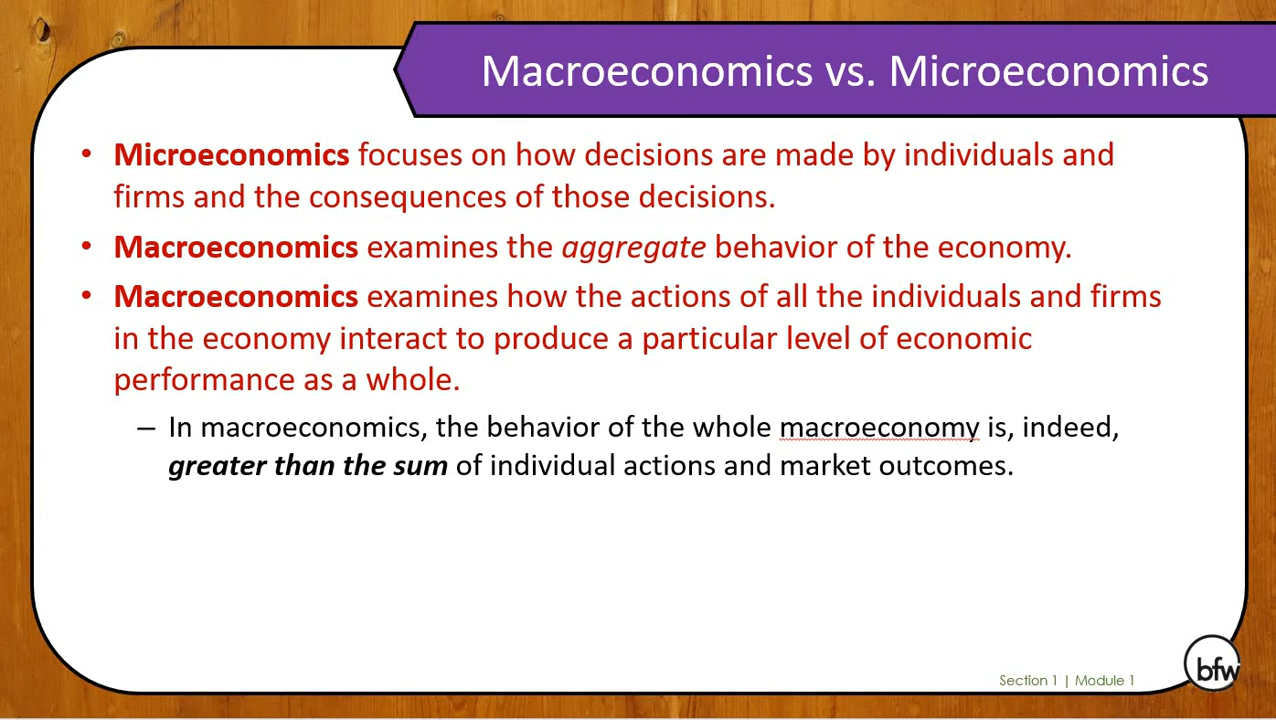 Macroeconomics vs. Microeconomics
• Microeconomics focuses on how decisions are made by individuals and
firms and the consequences of those decisions.
• Macroeconomics examines the aggregate behavior of the economy.
• Macroeconomics examines how the actions of all the individuals and firms
in the economy interact to produce a particular level of economic
performance as a whole.
– In macroeconomics, the behavior of the whole macroeconomy is, indeed,
greater than the sum of individual actions and market outcomes.
Section 1 | Module 1
bfw